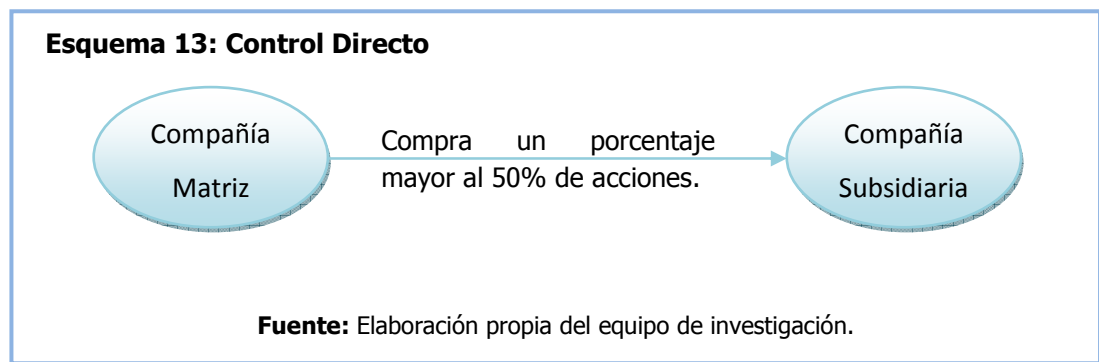 Esquema 13: Control Directo
Compañía
Matriz
Compra un porcentaje
mayor al 50% de acciones.
Compañía
Subsidiaria
Fuente: Elaboración propia del equipo de investigación.